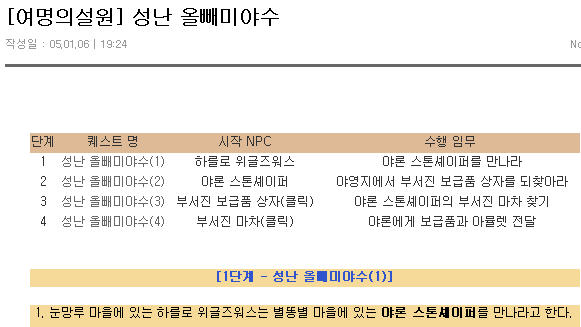 [여명의설원] 성난 올빼미야수
작성일 : 05.01.06 | 19:24 No
단계 퀘스트 명 시작 NPC 수행 임무
1 성난 올빼미야수(1) 하를로 위글즈워스 야론 스톤셰이퍼를 만나라
2 성난 올빼미야수(2) 야론 스톤셰이퍼 야영지에서 부서진 보급품 상자를 되찾아라
3 성난 올빼미야수(3) 부서진 보급품 상자(클릭) 야론 스톤셰이퍼의 부서진 마차 찾기
4 성난 올빼미야수(4) 부서진 마차(클릭) 야론에게 보급품과 아뮬렛 전달
[1단계 - 성난 올빼미야수(1)]
1. 눈망루 마을에 있는 하를로 위글즈워스는 별똥별 마을에 있는 야론 스톤셰이퍼를 만나라고 한다.